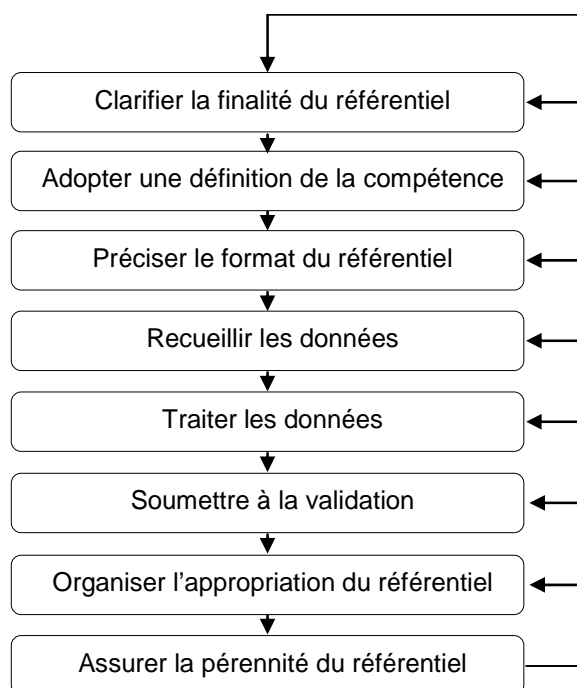 Clarifier la finalité du référentiel
Adopter une définition de la compétence
Préciser le format du référentiel
Recueillir les données
Traiter les données
Soumettre à la validation
Organiser l’appropriation du référentiel
Assurer la pérennité du référentiel